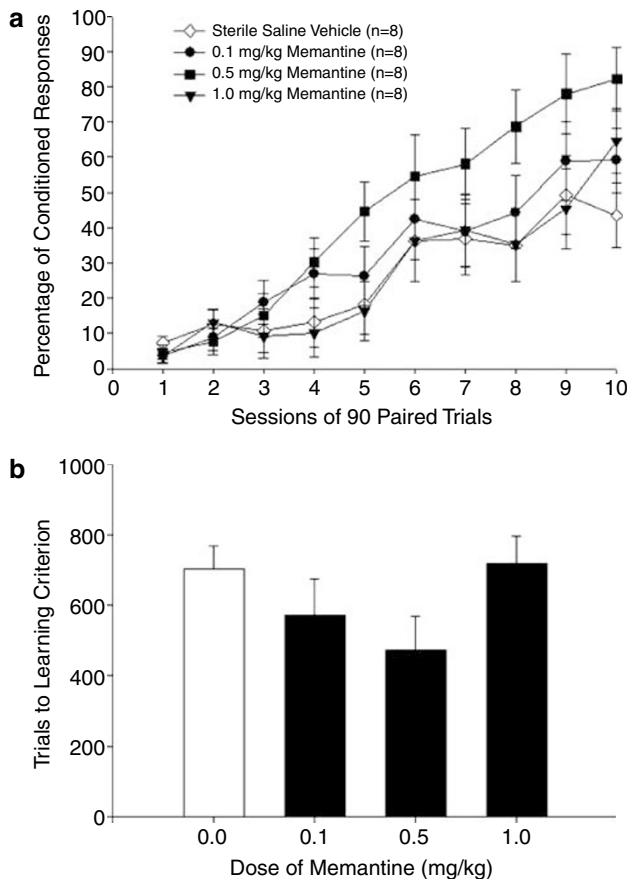 a
Sterile Saline Vehicle (n=8)
0.1 mg/kg Memantine (n=8)
0.5 mg/kg Memantine (n=8)
1.0 mg/kg Memantine (n=8)
Percentage of Conditioned Responses
100
90
80
70
60
50
40
30
20
10
0
0 1 2 3 4 5 6 7 8 9 10
Sessions of 90 Paired Trials
b
Trials to Learning Criterion
1000
800
600
400
200
0
0.0 0.1 0.5 1.0
Dose of Memantine (mg/kg)